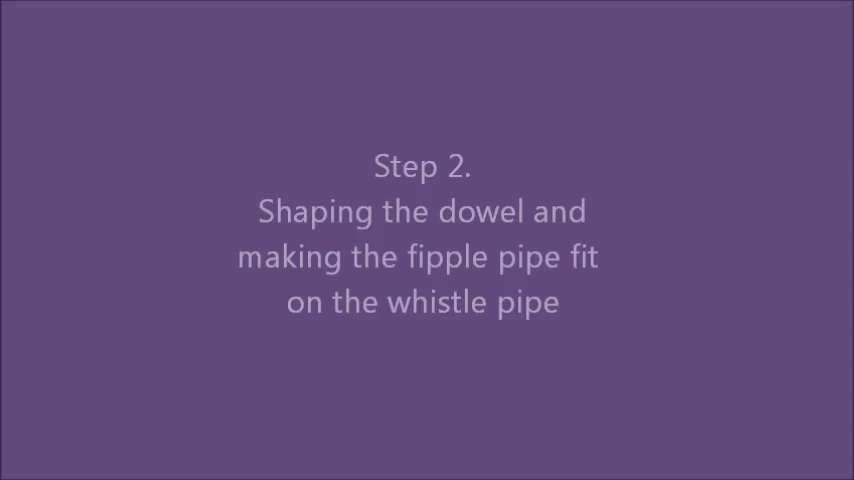 Step 2.
Shaping the dowel and
making the fipple pipe fit
on the whistle pipe